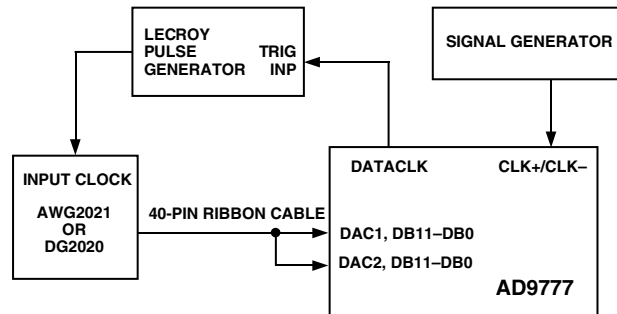 LECROY
PULSE TRIG
GENERATOR INP
SIGNAL GENERATOR
INPUT CLOCK
AWG2021
OR
DG2020
40-PIN RIBBON CABLE
DATACLK CLK+/CLK–
DAC1, DB11–DB0
DAC2, DB11–DB0
AD9777